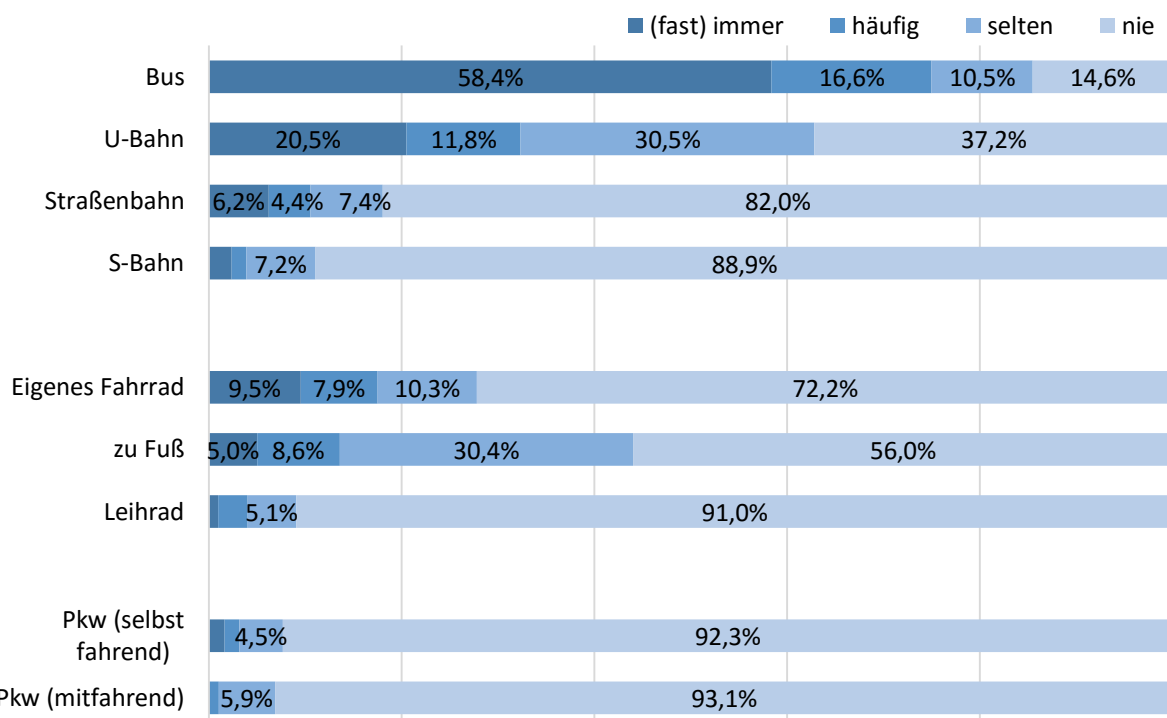 (fast) immer häufig selten nie
Bus 58,4% 16,6% 10,5% 14,6%
U-Bahn 20,5% 11,8% 30,5% 37,2%
Straßenbahn 6,2% 4,4% 7,4% 82,0%
S-Bahn 7,2% 88,9%
Eigenes Fahrrad 9,5% 7,9% 10,3% 72,2%
zu Fuß 5,0% 8,6% 30,4% 56,0%
Leihrad 5,1% 91,0%
Pkw (selbst
fahrend) 4,5% 92,3%
Pkw (mitfahrend) 5,9% 93,1%